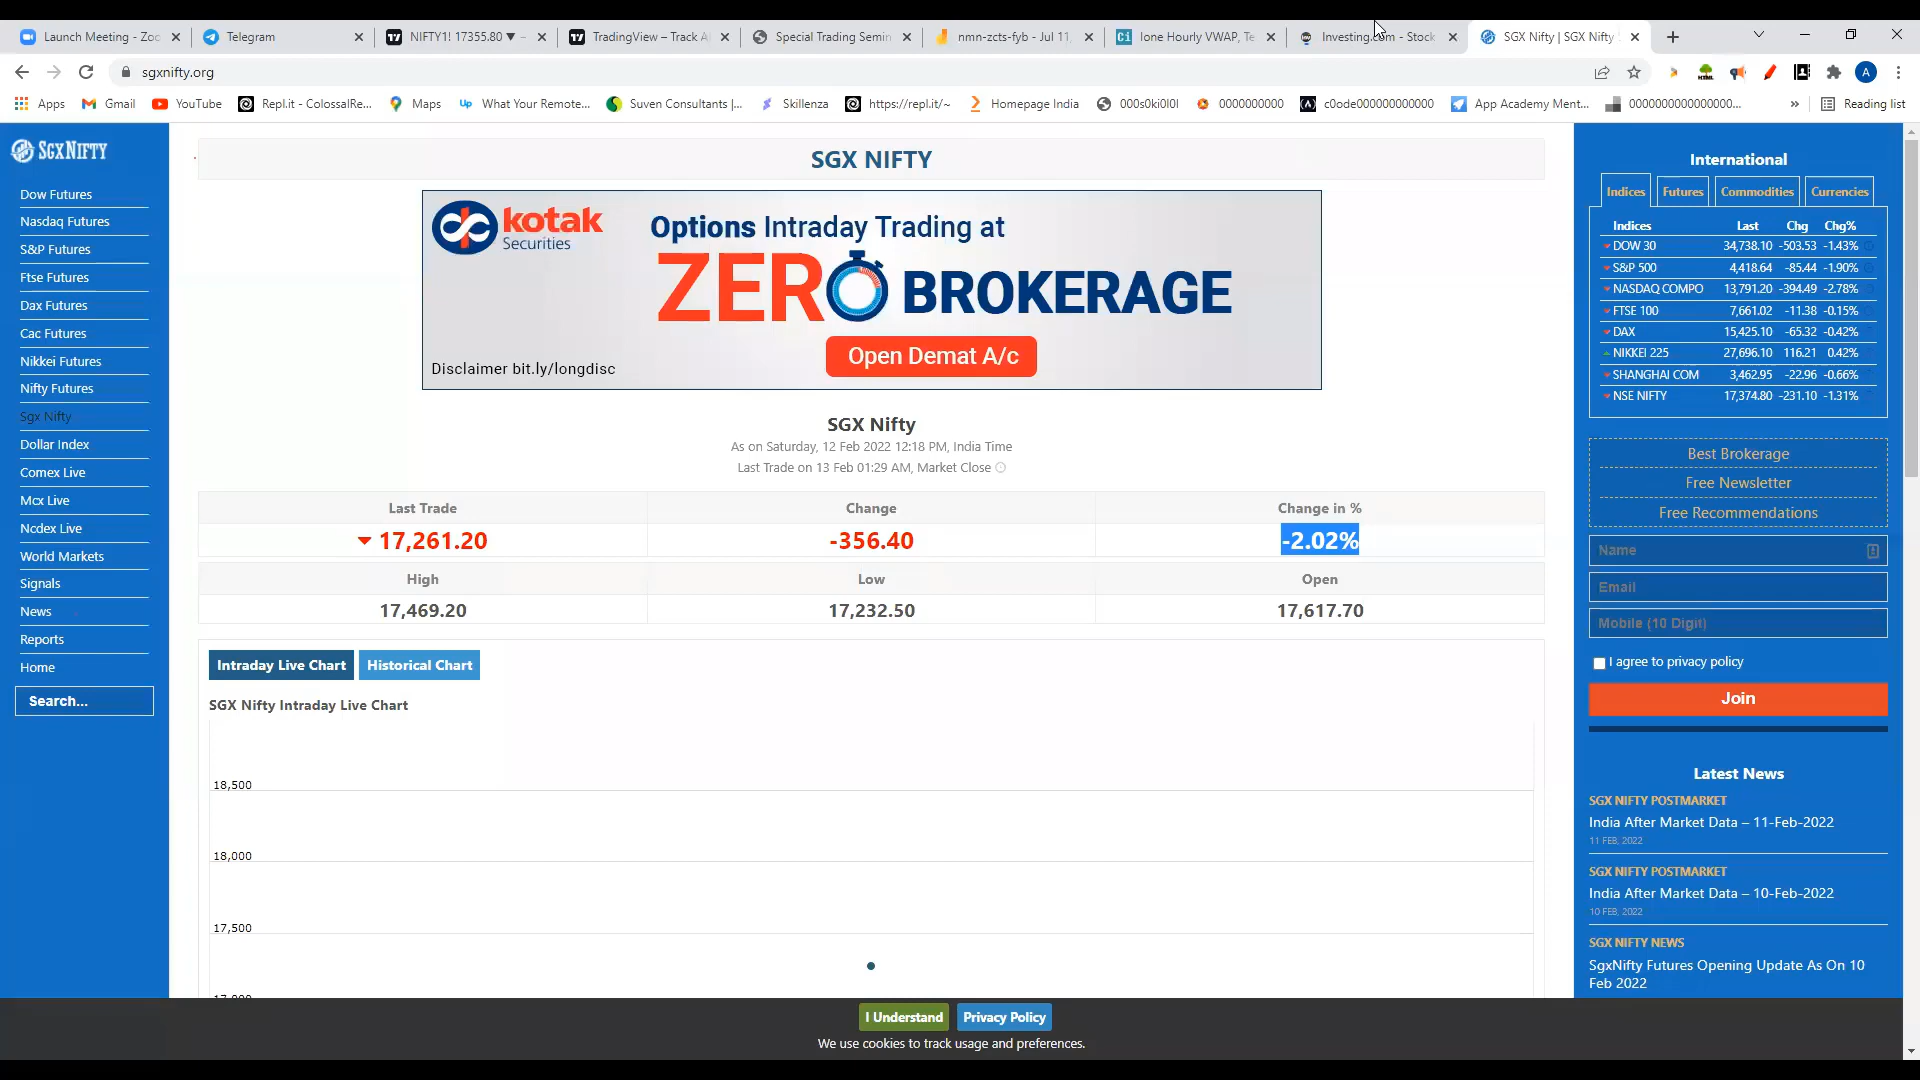 Launch Meeting - Zoo
Telegram
NIFTY1! 17355.80 ▼ −
TradingView – Track A
Special Trading Semin
nmn-zcts-fyb - Jul 11,
Ione Hourly VWAP, Te
Investing.com - Stock
SGX Nifty | SGX Nifty
sgxnifty.org
A
Apps
Gmail
YouTube
Repl.it - ColossalRe...
Maps
Up What Your Remote...
Suven Consultants |...
Skillenza
https://repl.it/~
Homepage India
000s0ki0l0l
0000000000
c0ode000000000000
App Academy Ment...
0000000000000000...
»
Reading list
SGXNIFTY
Dow Futures
Nasdaq Futures
S&P Futures
Ftse Futures
Dax Futures
Cac Futures
Nikkei Futures
Nifty Futures
Sgx Nifty
Dollar Index
Comex Live
Mcx Live
Ncdex Live
World Markets
Signals
News
Reports
Home
Search...
SGX NIFTY
kotak
Securities
Options Intraday Trading at
ZERO BROKERAGE
Open Demat A/c
Disclaimer bit.ly/longdisc
SGX Nifty
As on Saturday, 12 Feb 2022 12:18 PM, India Time
Last Trade on 13 Feb 01:29 AM, Market Close
Last Trade Change Change in %
17,261.20 -356.40 -2.02%
High Low Open
17,469.20 17,232.50 17,617.70
Intraday Live Chart Historical Chart
SGX Nifty Intraday Live Chart
18,500
18,000
17,500
International
Indices Futures Commodities Currencies
Indices Last Chg Chg%
DOW 30 34,738.10 -503.53 -1.43%
S&P 500 4,418.64 -85.44 -1.90%
NASDAQ COMPO 13,791.20 -394.49 -2.78%
FTSE 100 7,661.02 -11.38 -0.15%
DAX 15,425.10 -65.32 -0.42%
NIKKEI 225 27,696.10 116.21 0.42%
SHANGHAI COM 3,462.95 -22.96 -0.66%
NSE NIFTY 17,374.80 -231.10 -1.31%
Best Brokerage
Free Newsletter
Free Recommendations
Name
Email
Mobile (10 Digit)
I agree to privacy policy
Join
Latest News
SGX NIFTY POSTMARKET
India After Market Data – 11-Feb-2022
11 FEB, 2022
SGX NIFTY POSTMARKET
India After Market Data – 10-Feb-2022
10 FEB, 2022
SGX NIFTY NEWS
SgxNifty Futures Opening Update As On 10
Feb 2022
I Understand Privacy Policy
We use cookies to track usage and preferences.